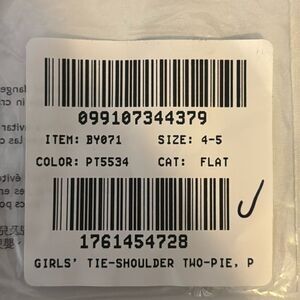 099107344379
ITEM: BY071 SIZE: 4-5
COLOR: PT5534 CAT: FLAT
1761454728
GIRLS' TIE-SHOULDER TWO-PIE, P